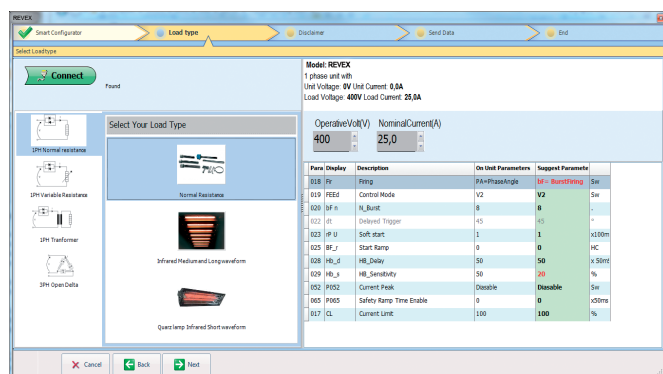 REVEX
Smart Configurator
Load type
Disclaimer
Send Data
End
Select Loadtype
Connect
Found
Model: REVEX
1 phase unit with
Unit Voltage: 0V Unit Current: 0,0A
Load Voltage: 400V Load Current: 25,0A
1PH Normal resistance
1PH Variable Resistance
1PH Tranformer
3PH Open Delta
Select Your Load Type
Normal Resistance
Infrared Medium and Long waveform
Quarz lamp Infrared Short waveform
OperativeVolt(V) NominalCurrent(A)
400 25,0
Para Display Description On Unit Parameters Suggest Paramete
018 Fir Firing PA=PhaseAngle bF= BurstFiring Sw
019 FEEd Control Mode V2 V2 Sw
020 bF n N_Burst 8 8 .
022 dt Delayed Trigger 45 45 °
023 rP U Soft start 1 1 x100m
025 BF_r Start Ramp 0 0 HC
028 Hb_d HB_Delay 50 50 x 50mS
029 Hb_s HB_Sensitivity 50 20 %
052 P052 Current Peak Diasable Diasable Sw
065 P065 Safety Ramp Time Enable 0 0 x50ms
017 CL Current Limit 100 100 %
Cancel Back Next